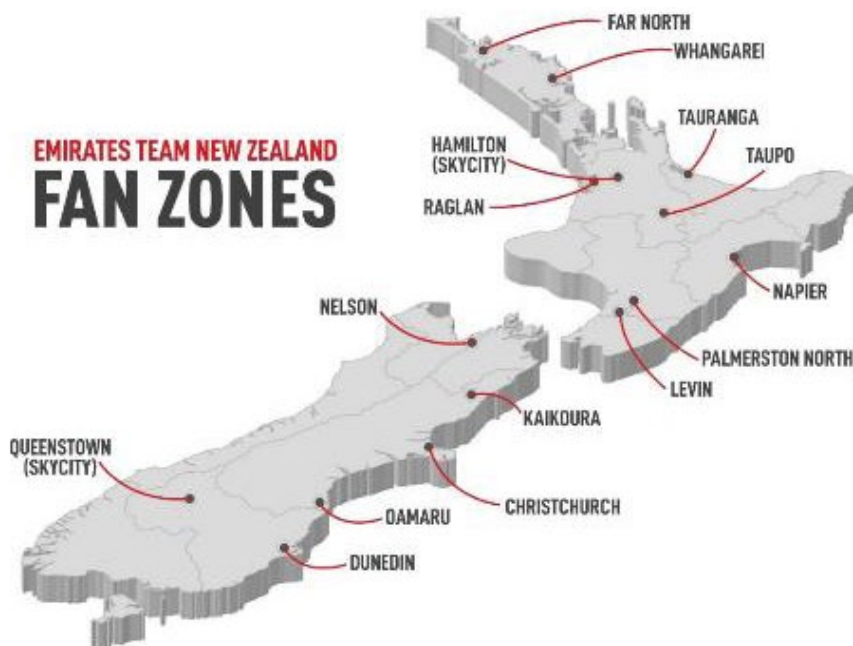 FAR NORTH
WHANGAREI
EMIRATES TEAM NEW ZEALAND
FAN ZONES
HAMILTON
(SKYCITY)
RAGLAN
TAURANGA
TAUPO
NAPIER
PALMERSTON NORTH
LEVIN
NELSON
KAIKOURA
CHRISTCHURCH
QUEENSTOWN
(SKYCITY)
OAMARU
DUNEDIN